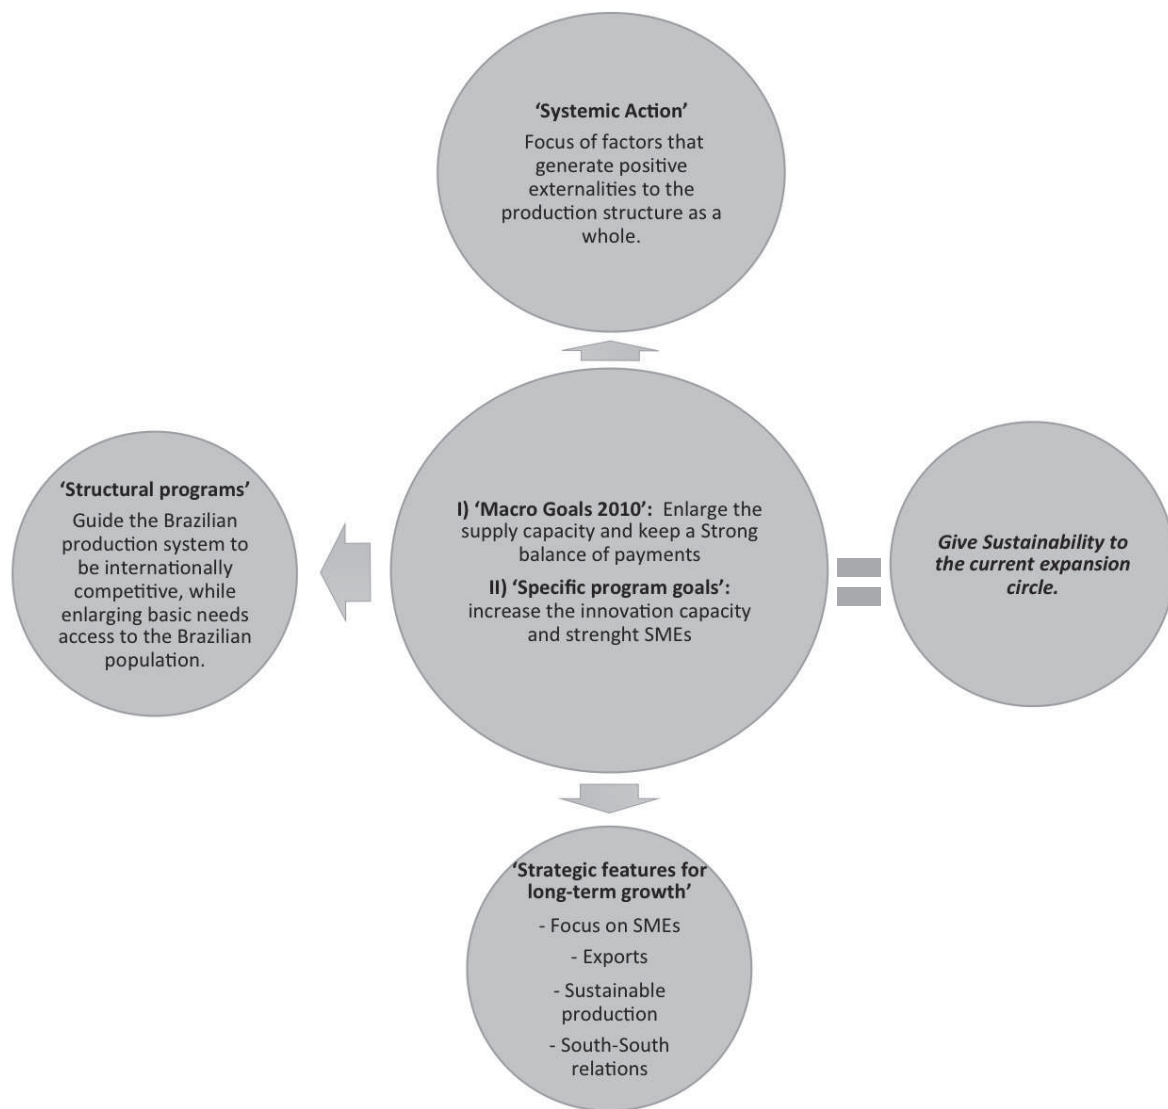 ‘Systemic Action’
Focus of factors that
generate positive
externalities to the
production structure as a
whole.
‘Structural programs’
Guide the Brazilian
production system to
be internationally
competitive, while
enlarging basic needs
access to the Brazilian
population.
I) ‘Macro Goals 2010’: Enlarge the
supply capacity and keep a Strong
balance of payments
II) ‘Specific program goals’:
increase the innovation capacity
and strenght SMEs
Give Sustainability to
the current expansion
circle.
‘Strategic features for
long-term growth’
- Focus on SMEs
- Exports
- Sustainable
production
- South-South
relations